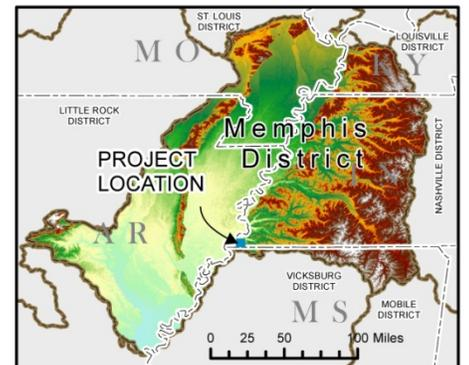 ST. LOUIS
DISTRICT
MO
LOUISVILLE
DISTRICT
KY
LITTLE ROCK
DISTRICT
Memphis
District
NASHVILLE DISTRICT
PROJECT
LOCATION
TN
AR
VICKSBURG
DISTRICT
MS
MOBILE
DISTRICT
0 25 50 100 Miles